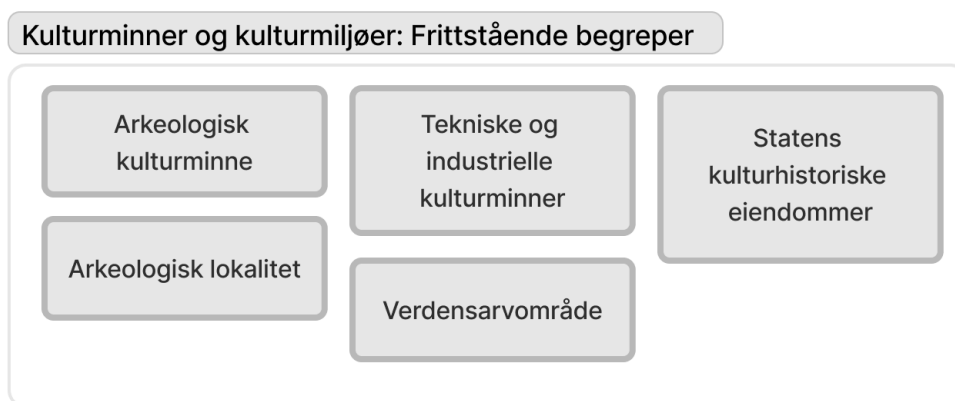 Kulturminner og kulturmiljøer: Frittstående begreper
Arkeologisk
kulturminne
Arkeologisk lokalitet
Tekniske og
industrielle
kulturminner
Verdensarvområde
Statens
kulturhistoriske
eiendommer